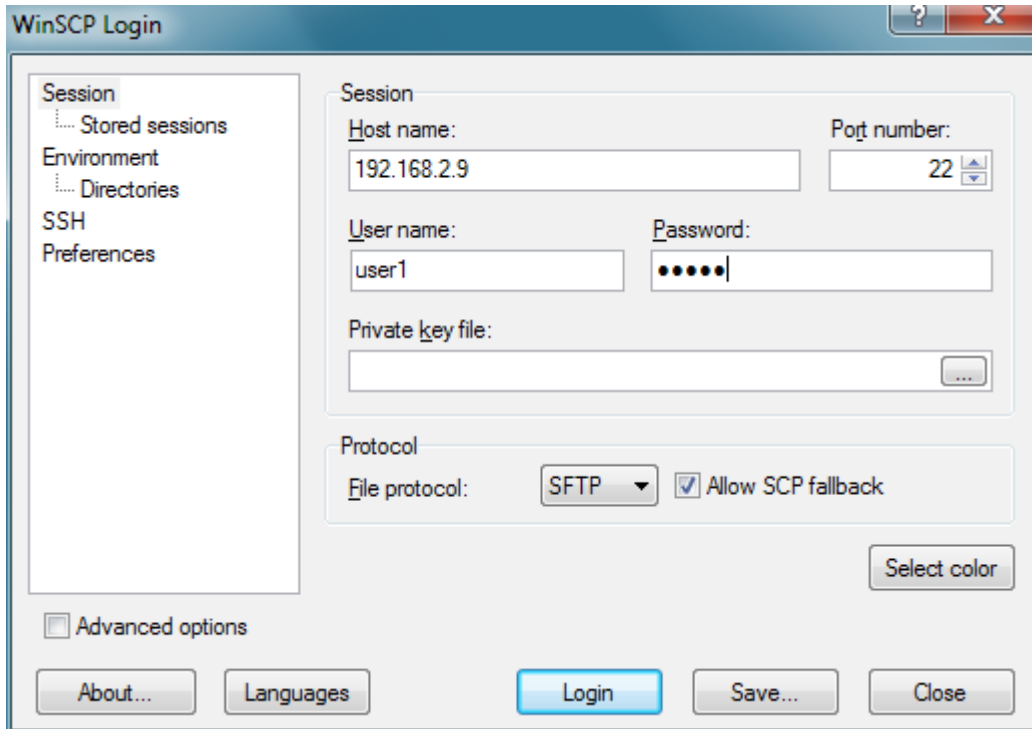 WinSCP Login
?
Session
Stored sessions
Environment
Directories
SSH
Preferences
Session
Host name:
Port number:
192.168.2.9
22
User name:
Password:
user1
•••••
Private key file:
...
Protocol
File protocol:
SFTP
Allow SCP fallback
Select color
Advanced options
About...
Languages
Login
Save...
Close